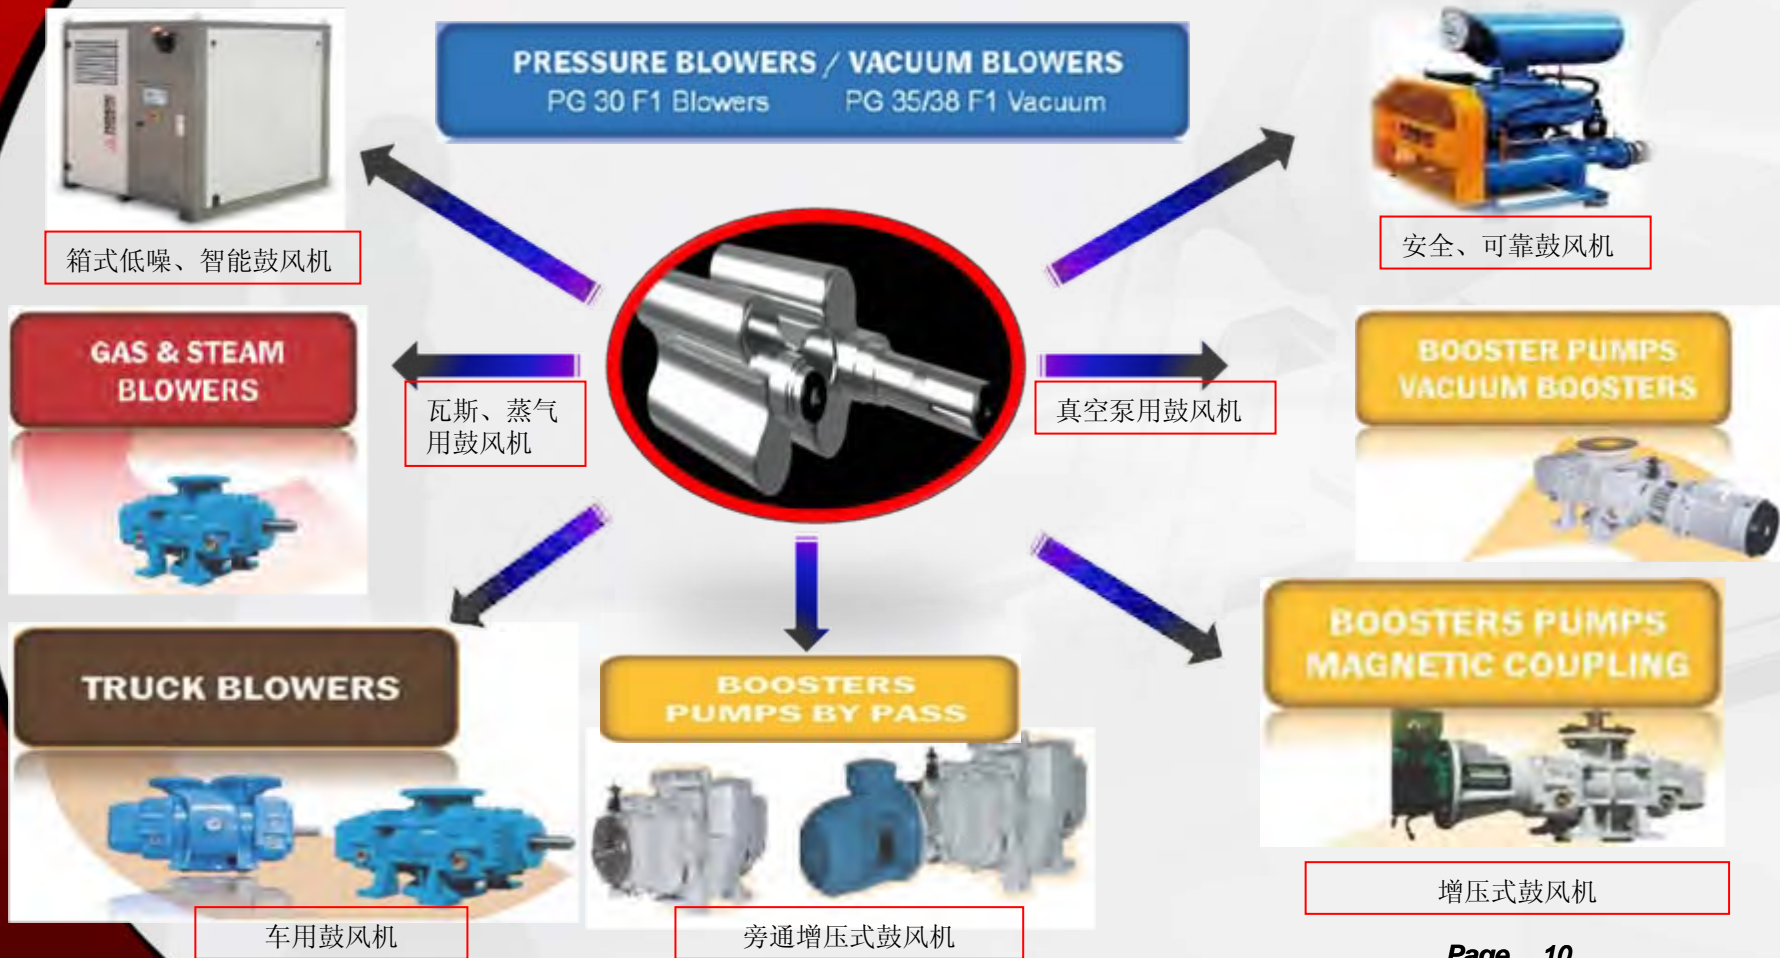 PRESSURE BLOWERS / VACUUM BLOWERS
PG 30 F1 Blowers PG 35/38 F1 Vacuum
箱式低噪、智能鼓风机
安全、可靠鼓风机
GAS & STEAM
BLOWERS
瓦斯、蒸气
用鼓风机
真空泵用鼓风机
BOOSTER PUMPS
VACUUM BOOSTERS
TRUCK BLOWERS
BOOSTERS
PUMPS BY PASS
BOOSTERS PUMPS
MAGNETIC COUPLING
车用鼓风机
旁通增压式鼓风机
增压式鼓风机
Page 10